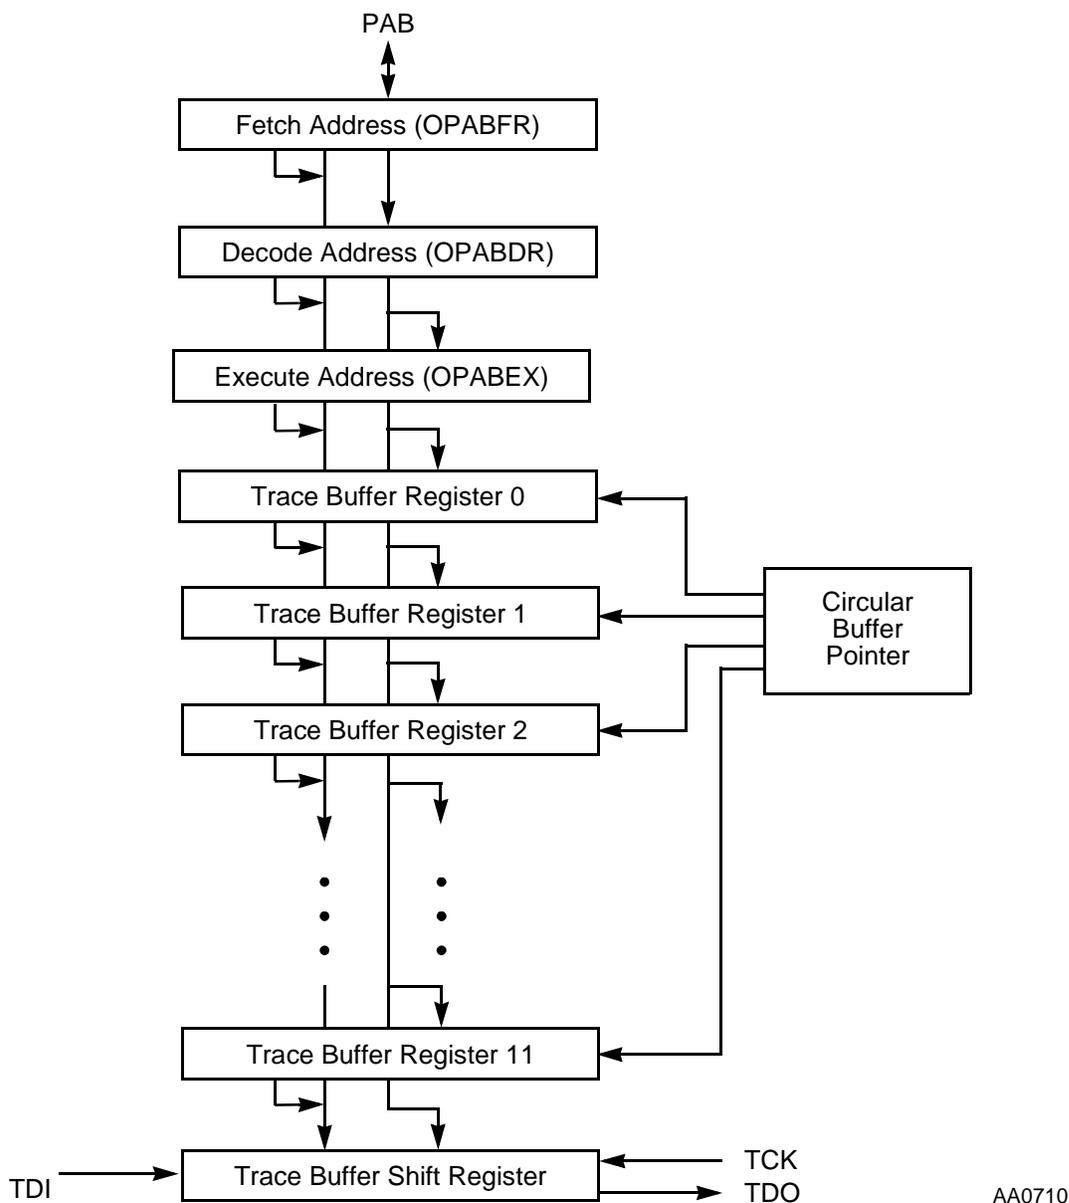 PAB
Fetch Address (OPABFR)
Decode Address (OPABDR)
Execute Address (OPABEX)
Trace Buffer Register 0
Trace Buffer Register 1
Circular
Buffer
Pointer
Trace Buffer Register 2
Trace Buffer Register 11
TDI
Trace Buffer Shift Register
TCK
TDO
AA0710